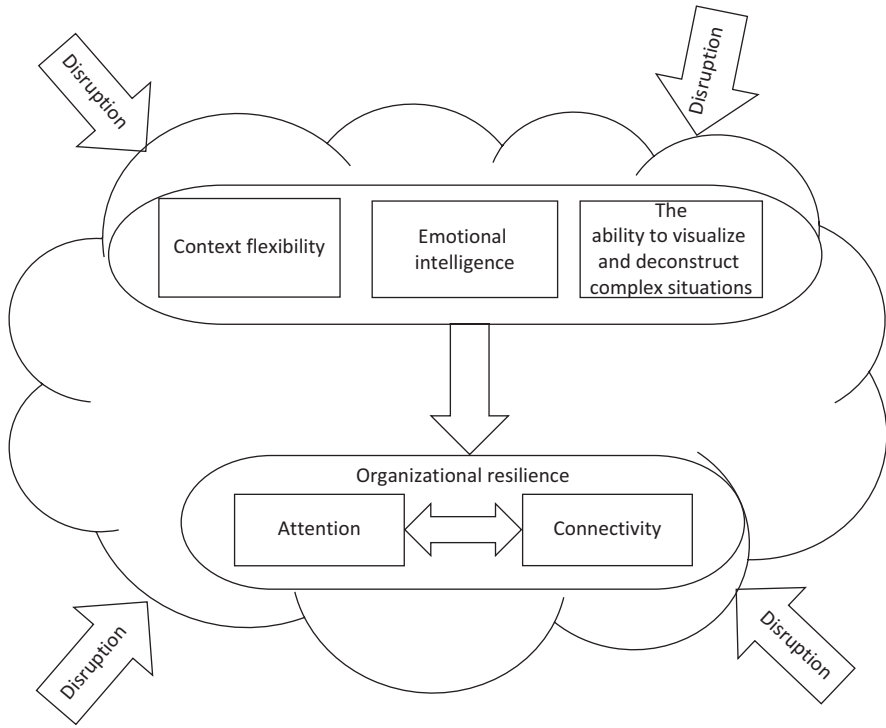 Disruption
Disruption
Context flexibility
Emotional
intelligence
The
ability to visualize
and deconstruct
complex situations
Organizational resilience
Attention
Connectivity
Disruption
Disruption